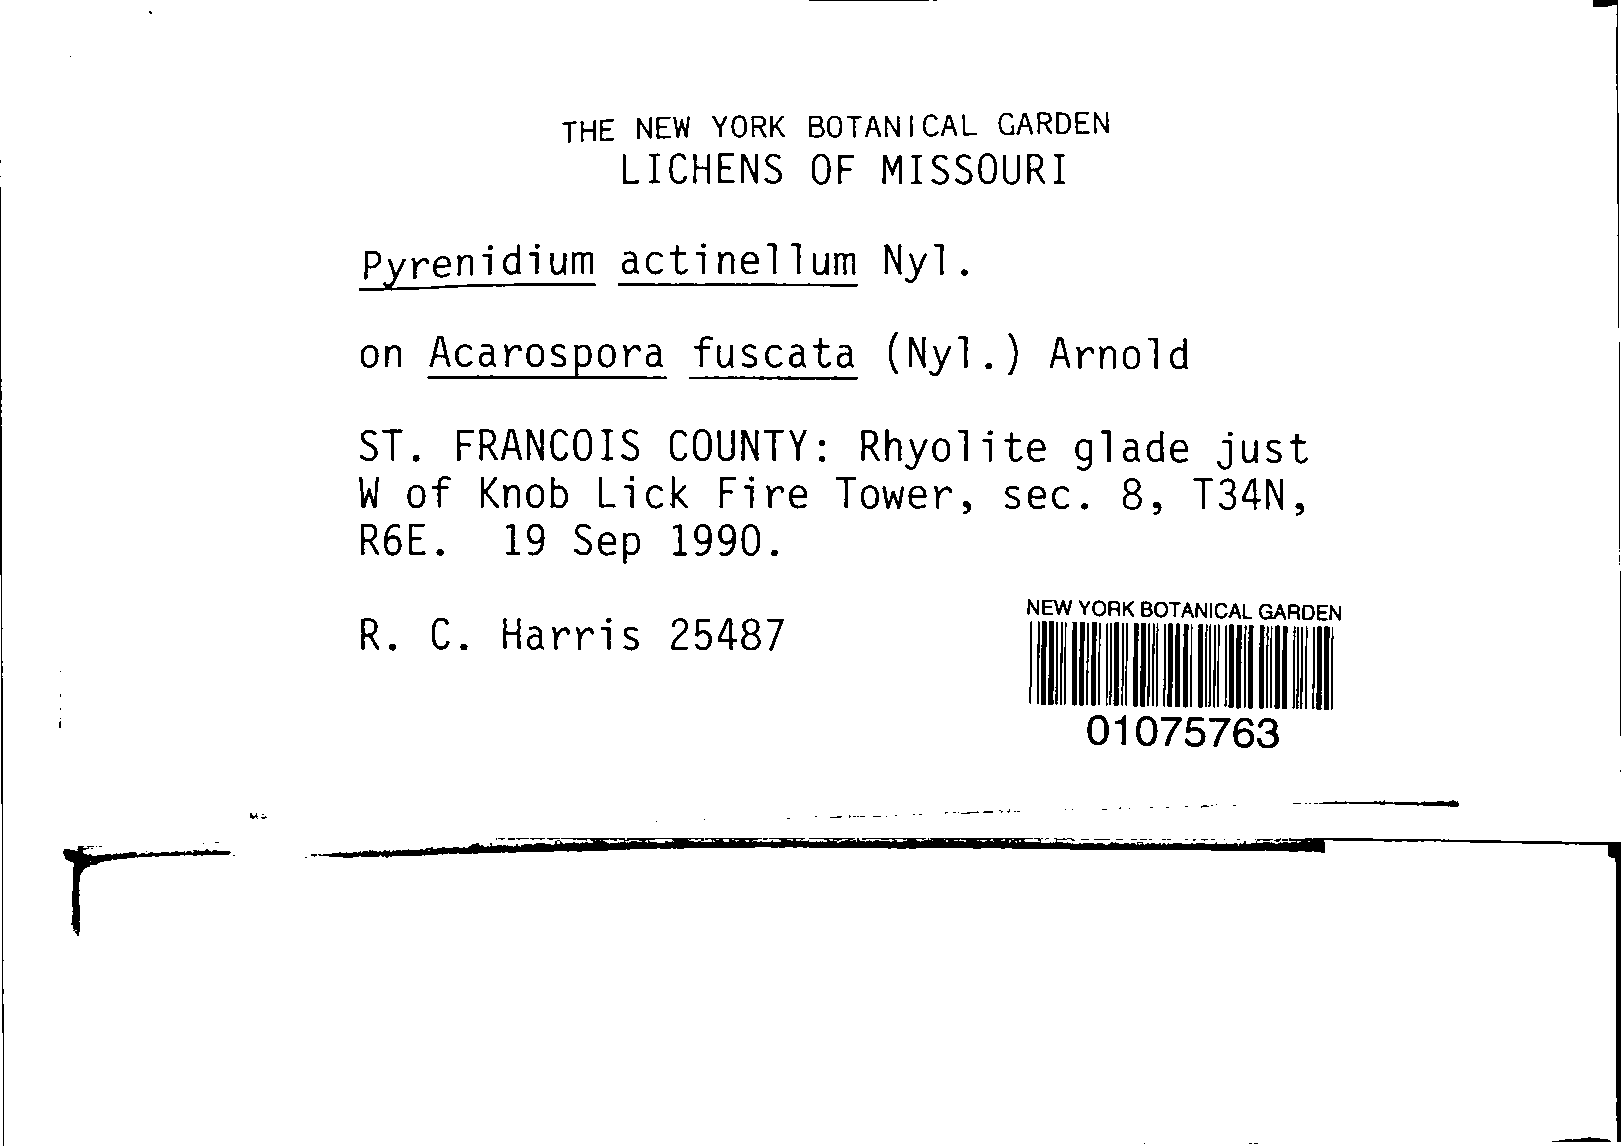 THE NEW YORK BOTANICAL GARDEN
LICHENS OF MISSOURI
Pyrenidium actinellum Nyl.
on Acarospora fuscata (Nyl.) Arnold
ST. FRANCOIS COUNTY: Rhyolite glade just
W of Knob Lick Fire Tower, sec. 8, T34N,
R6E. 19 Sep 1990.
R. C. Harris 25487
NEW YORK BOTANICAL GARDEN
01075763